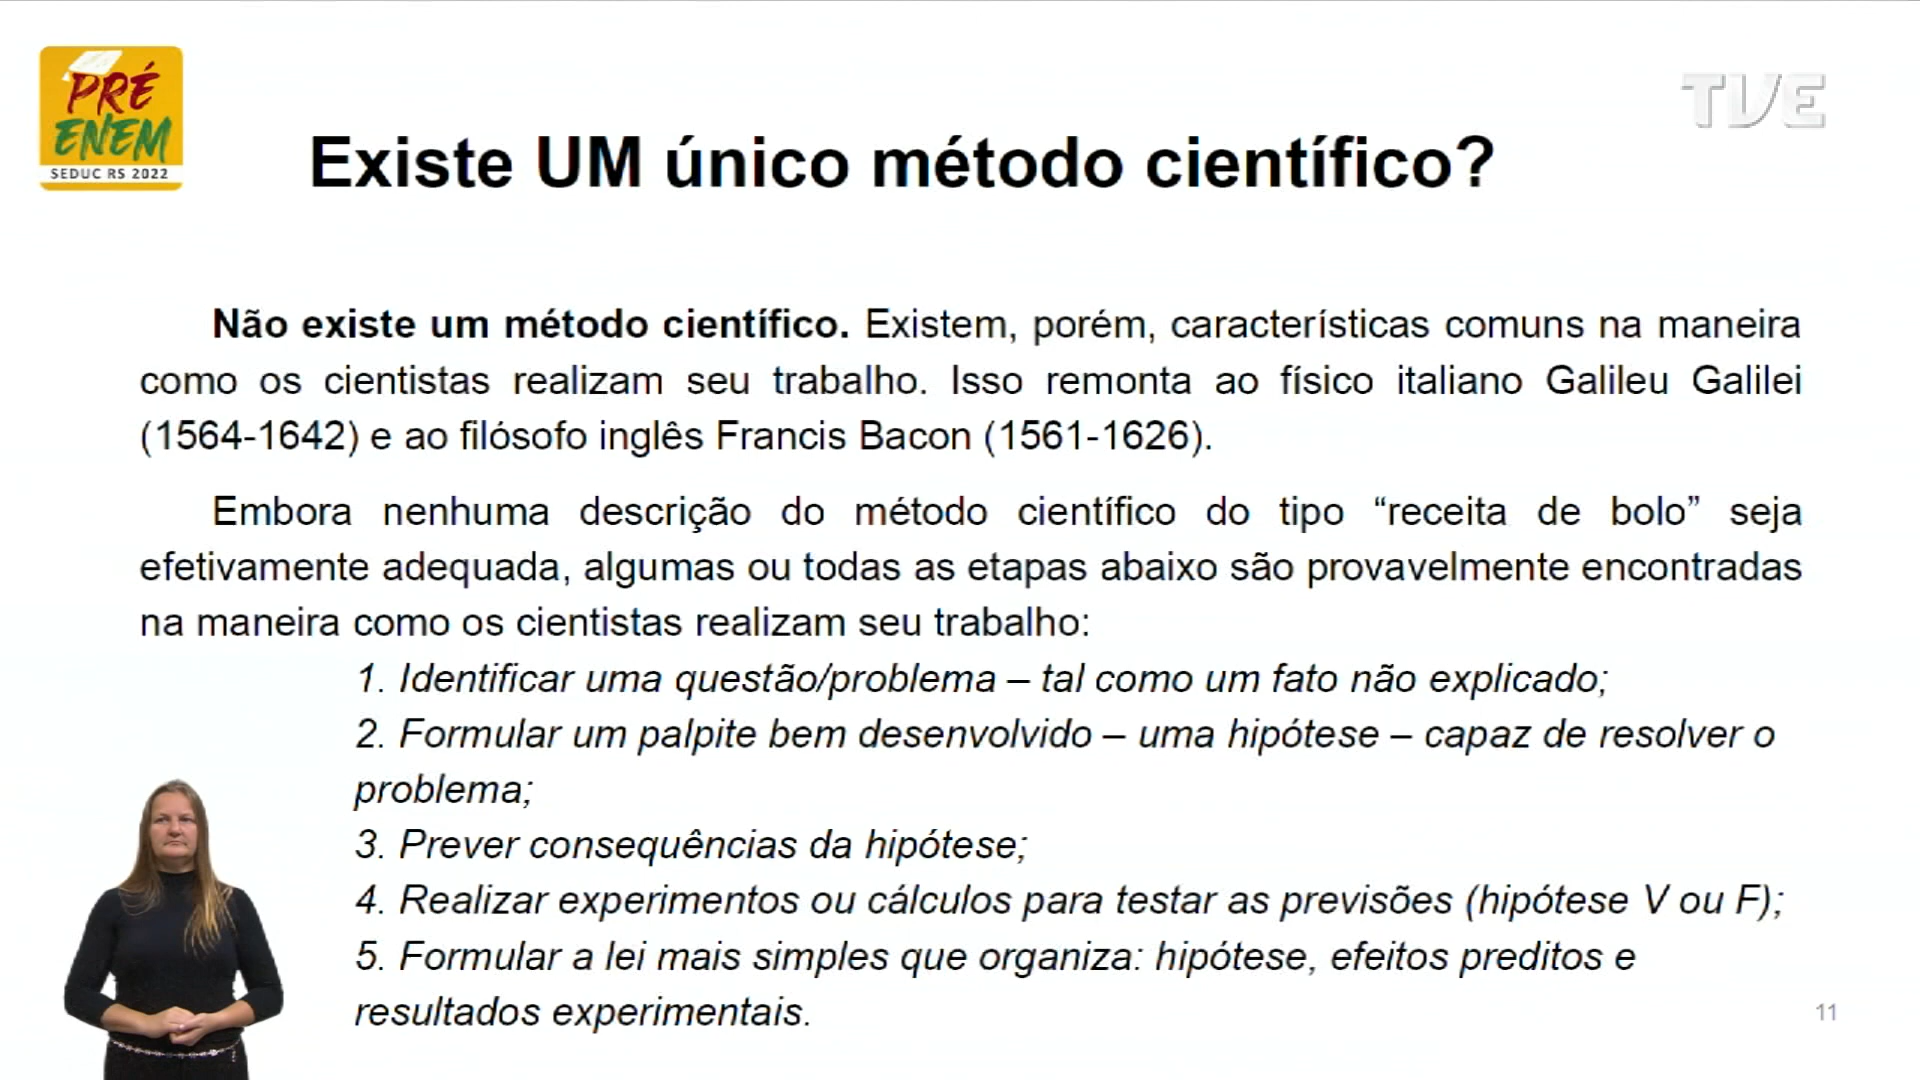 PRÉ
ENEM
SEDUC RS 2022
TVE
Existe UM único método científico?
Não existe um método científico. Existem, porém, características comuns na maneira
como os cientistas realizam seu trabalho. Isso remonta ao físico italiano Galileu Galilei
(1564-1642) e ao filósofo inglês Francis Bacon (1561-1626).
Embora nenhuma descrição do método científico do tipo “receita de bolo” seja
efetivamente adequada, algumas ou todas as etapas abaixo são provavelmente encontradas
na maneira como os cientistas realizam seu trabalho:
1. Identificar uma questão/problema – tal como um fato não explicado;
2. Formular um palpite bem desenvolvido – uma hipótese – capaz de resolver o
problema;
3. Prever consequências da hipótese;
4. Realizar experimentos ou cálculos para testar as previsões (hipótese V ou F);
5. Formular a lei mais simples que organiza: hipótese, efeitos preditos e
resultados experimentais.
11